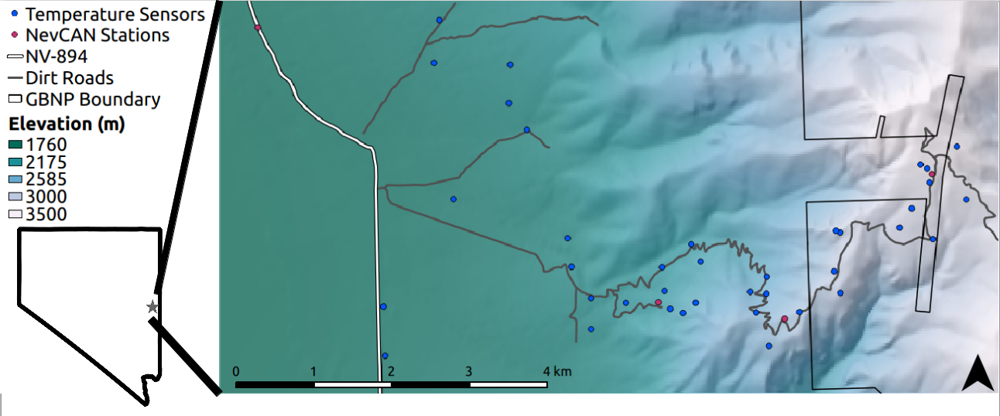 Temperature Sensors
NevCAN Stations
NV-894
Dirt Roads
GBNP Boundary
Elevation (m)
1760
2175
2585
3000
3500
0 1 2 3 4 km